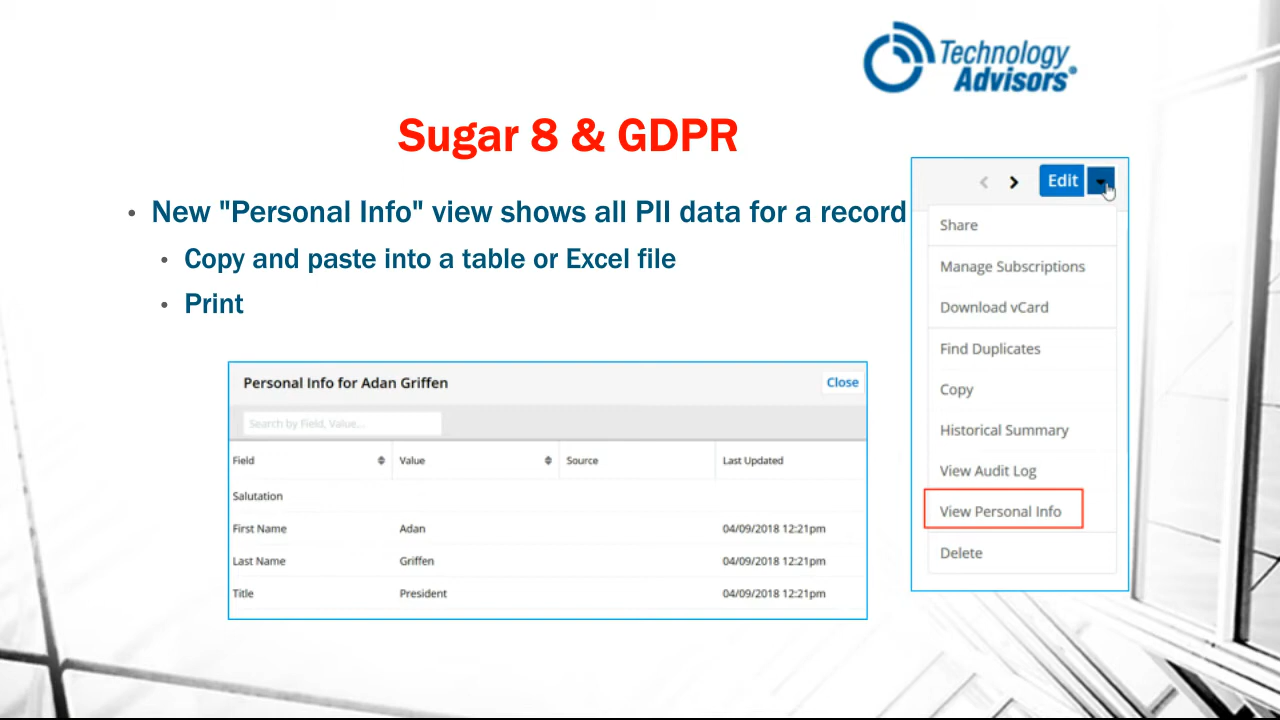 Technology
Advisors®
Sugar 8 & GDPR
• New "Personal Info" view shows all PII data for a record
• Copy and paste into a table or Excel file
• Print
Edit
Share
Manage Subscriptions
Download vCard
Find Duplicates
Copy
Historical Summary
View Audit Log
View Personal Info
Delete
Personal Info for Adan Griffen Close
Search by Field, Value...
Field Value Source Last Updated
Salutation
First Name Adan 04/09/2018 12:21pm
Last Name Griffen 04/09/2018 12:21pm
Title President 04/09/2018 12:21pm